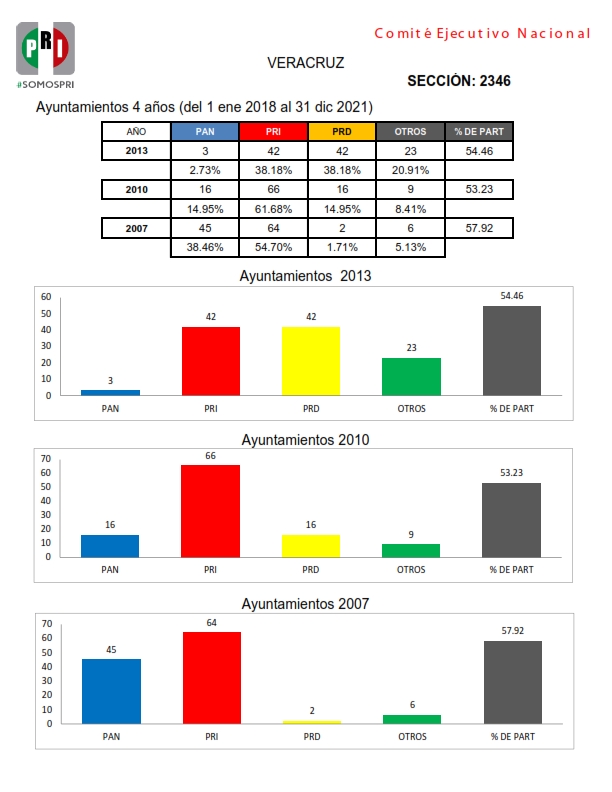 Comité Ejecutivo Nacional
PRI
#SOMOSPRI
VERACRUZ
SECCIÓN: 2346
Ayuntamientos 4 años (del 1 ene 2018 al 31 dic 2021)
AÑO PAN PRI PRD OTROS % DE PART
2013 3 42 42 23 54.46
2.73% 38.18% 38.18% 20.91%
2010 16 66 16 9 53.23
14.95% 61.68% 14.95% 8.41%
2007 45 64 2 6 57.92
38.46% 54.70% 1.71% 5.13%
Ayuntamientos 2013
60
50
40
30
20
10
0
3
42
42
23
54.46
PAN PRI PRD OTROS % DE PART
Ayuntamientos 2010
70
60
50
40
30
20
10
0
16
66
16
9
53.23
PAN PRI PRD OTROS % DE PART
Ayuntamientos 2007
70
60
50
40
30
20
10
0
45
64
2
6
57.92
PAN PRI PRD OTROS % DE PART